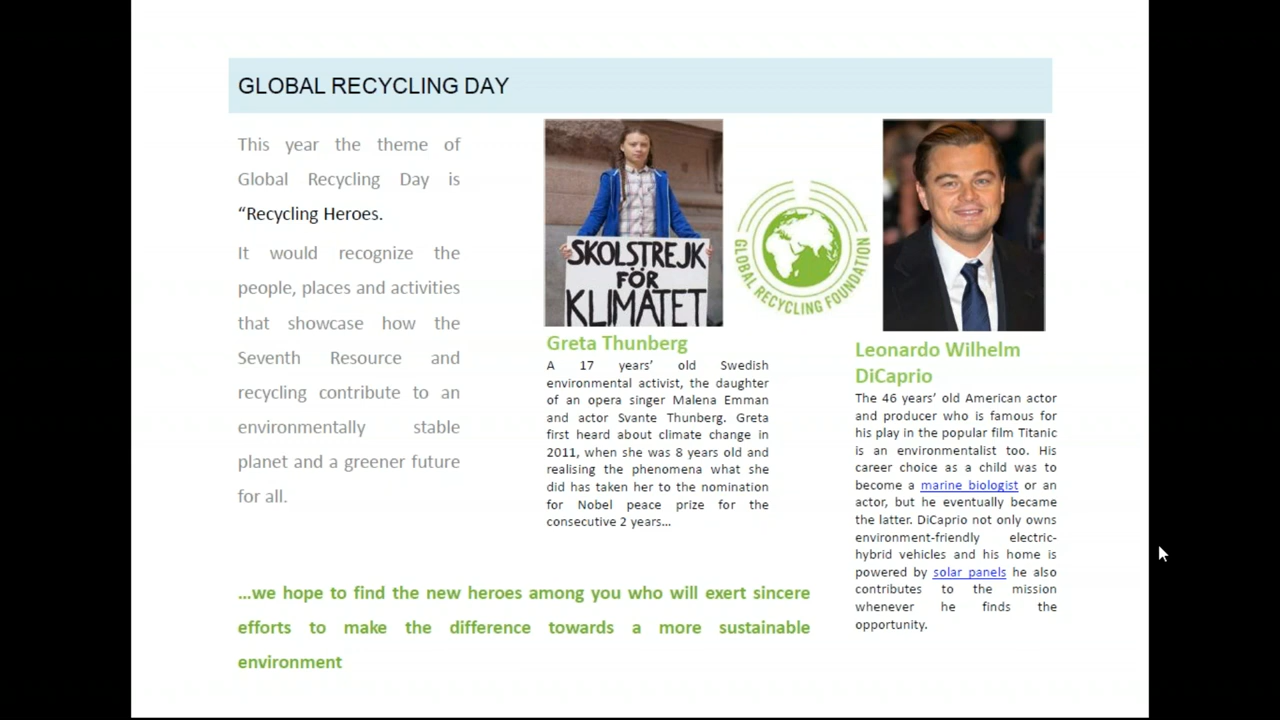 GLOBAL RECYCLING DAY
This year the theme of
Global Recycling Day is
“Recycling Heroes.
It would recognize the
people, places and activities
that showcase how the
Seventh Resource and
recycling contribute to an
environmentally stable
planet and a greener future
for all.
SKOLSTREJK
FÖR
KLIMATET
GLOBAL RECYCLING FOUNDATION
Greta Thunberg
A 17 years’ old Swedish
environmental activist, the daughter
of an opera singer Malena Emman
and actor Svante Thunberg. Greta
first heard about climate change in
2011, when she was 8 years old and
realising the phenomena what she
did has taken her to the nomination
for Nobel peace prize for the
consecutive 2 years...
Leonardo Wilhelm
DiCaprio
The 46 years’ old American actor
and producer who is famous for
his play in the popular film Titanic
is an environmentalist too. His
career choice as a child was to
become a marine biologist or an
actor, but he eventually became
the latter. DiCaprio not only owns
environment-friendly electric-
hybrid vehicles and his home is
powered by solar panels he also
contributes to the mission
whenever he finds the
opportunity.
...we hope to find the new heroes among you who will exert sincere
efforts to make the difference towards a more sustainable
environment